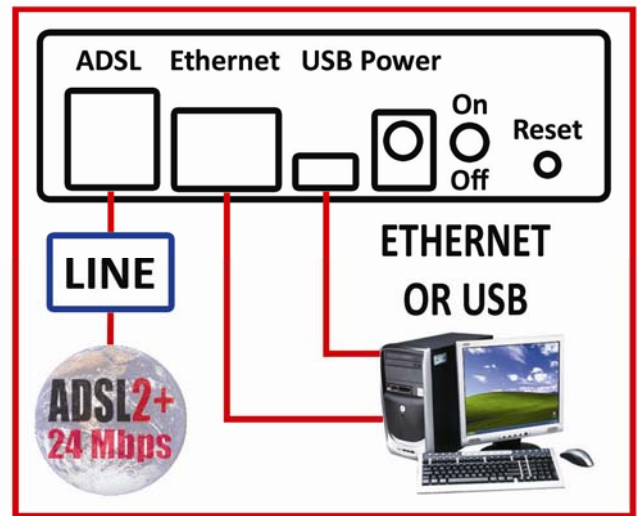 ADSL Ethernet USB Power
On
Reset
Off
LINE
ETHERNET
OR USB
ADSL2+
24 Mbps